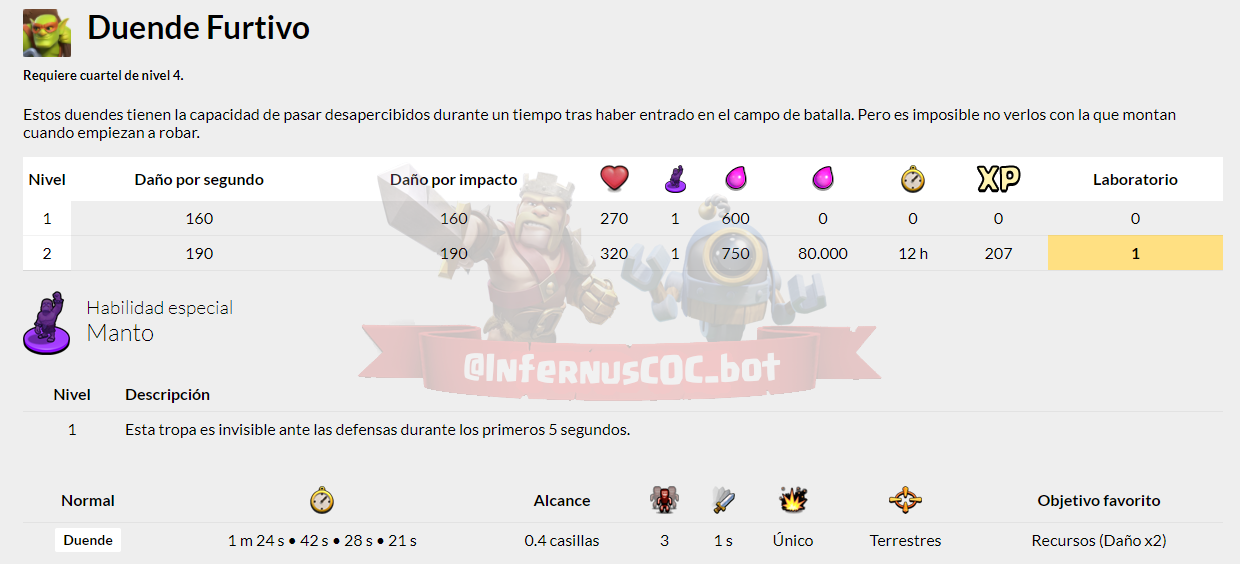 Duende Furtivo
Requiere cuartel de nivel 4.
Estos duendes tienen la capacidad de pasar desapercibidos durante un tiempo tras haber entrado en el campo de batalla. Pero es imposible no verlos con la que montan
cuando empiezan a robar.
Nivel Daño por segundo Daño por impacto XP Laboratorio
1 160 160 270 1 600 0 0 0 0
2 190 190 320 1 750 80.000 12 h 207 1
Habilidad especial
Manto
@InfernusCOC_bot
Nivel Descripción
1 Esta tropa es invisible ante las defensas durante los primeros 5 segundos.
Normal Alcance Objetivo favorito
Duende 1 m 24 s • 42 s • 28 s • 21 s 0.4 casillas 3 1 s Único Terrestres Recursos (Daño x2)